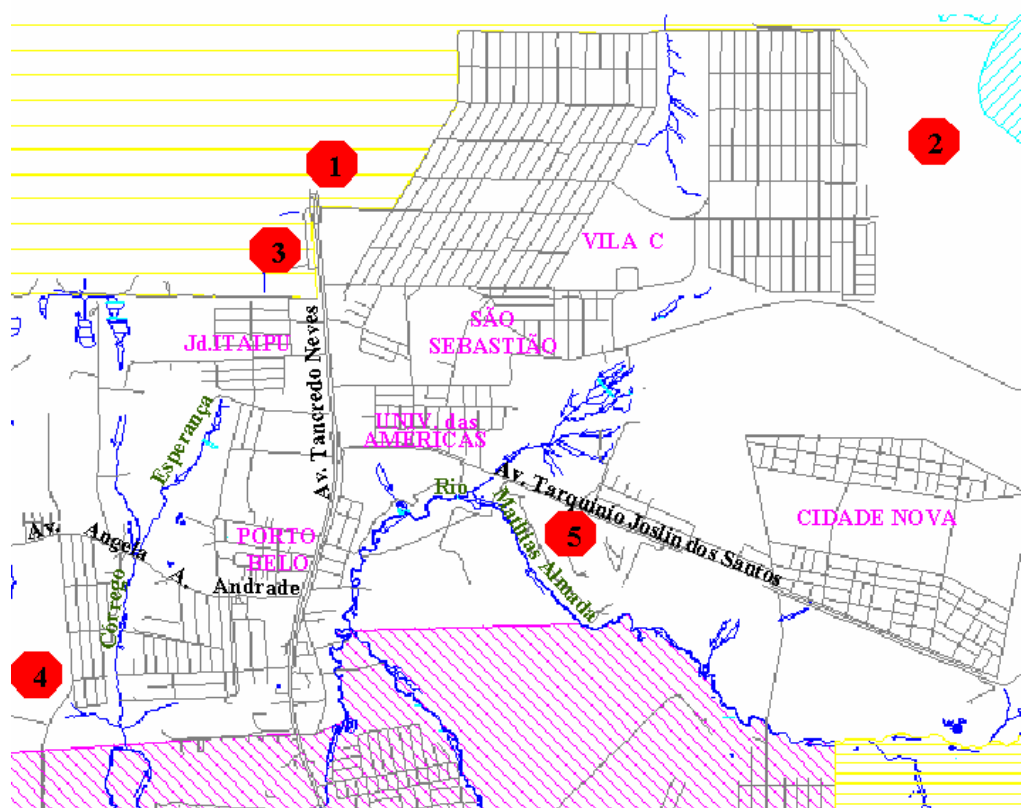 2
1
VILA C
3
SÃO
SEBASTIÃO
Jd.ITAIPU
Av. Tancredo Neves
UNIV. das
AMERICAS
Esperança
Av. Tarquinio Joslin dos Santos
Rio
Mathias Almada
CIDADE NOVA
5
PORTO
BELO
Av. Angela A. Andrade
Córrego
4